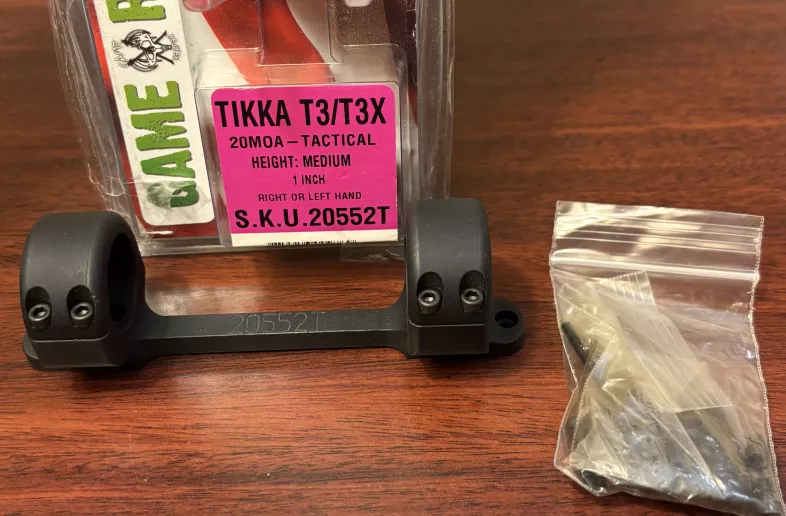 GAME R
TIKKA T3/T3X
20MOA–TACTICAL
HEIGHT: MEDIUM
1 INCH
RIGHT OR LEFT HAND
S.K.U.20552T
20552T